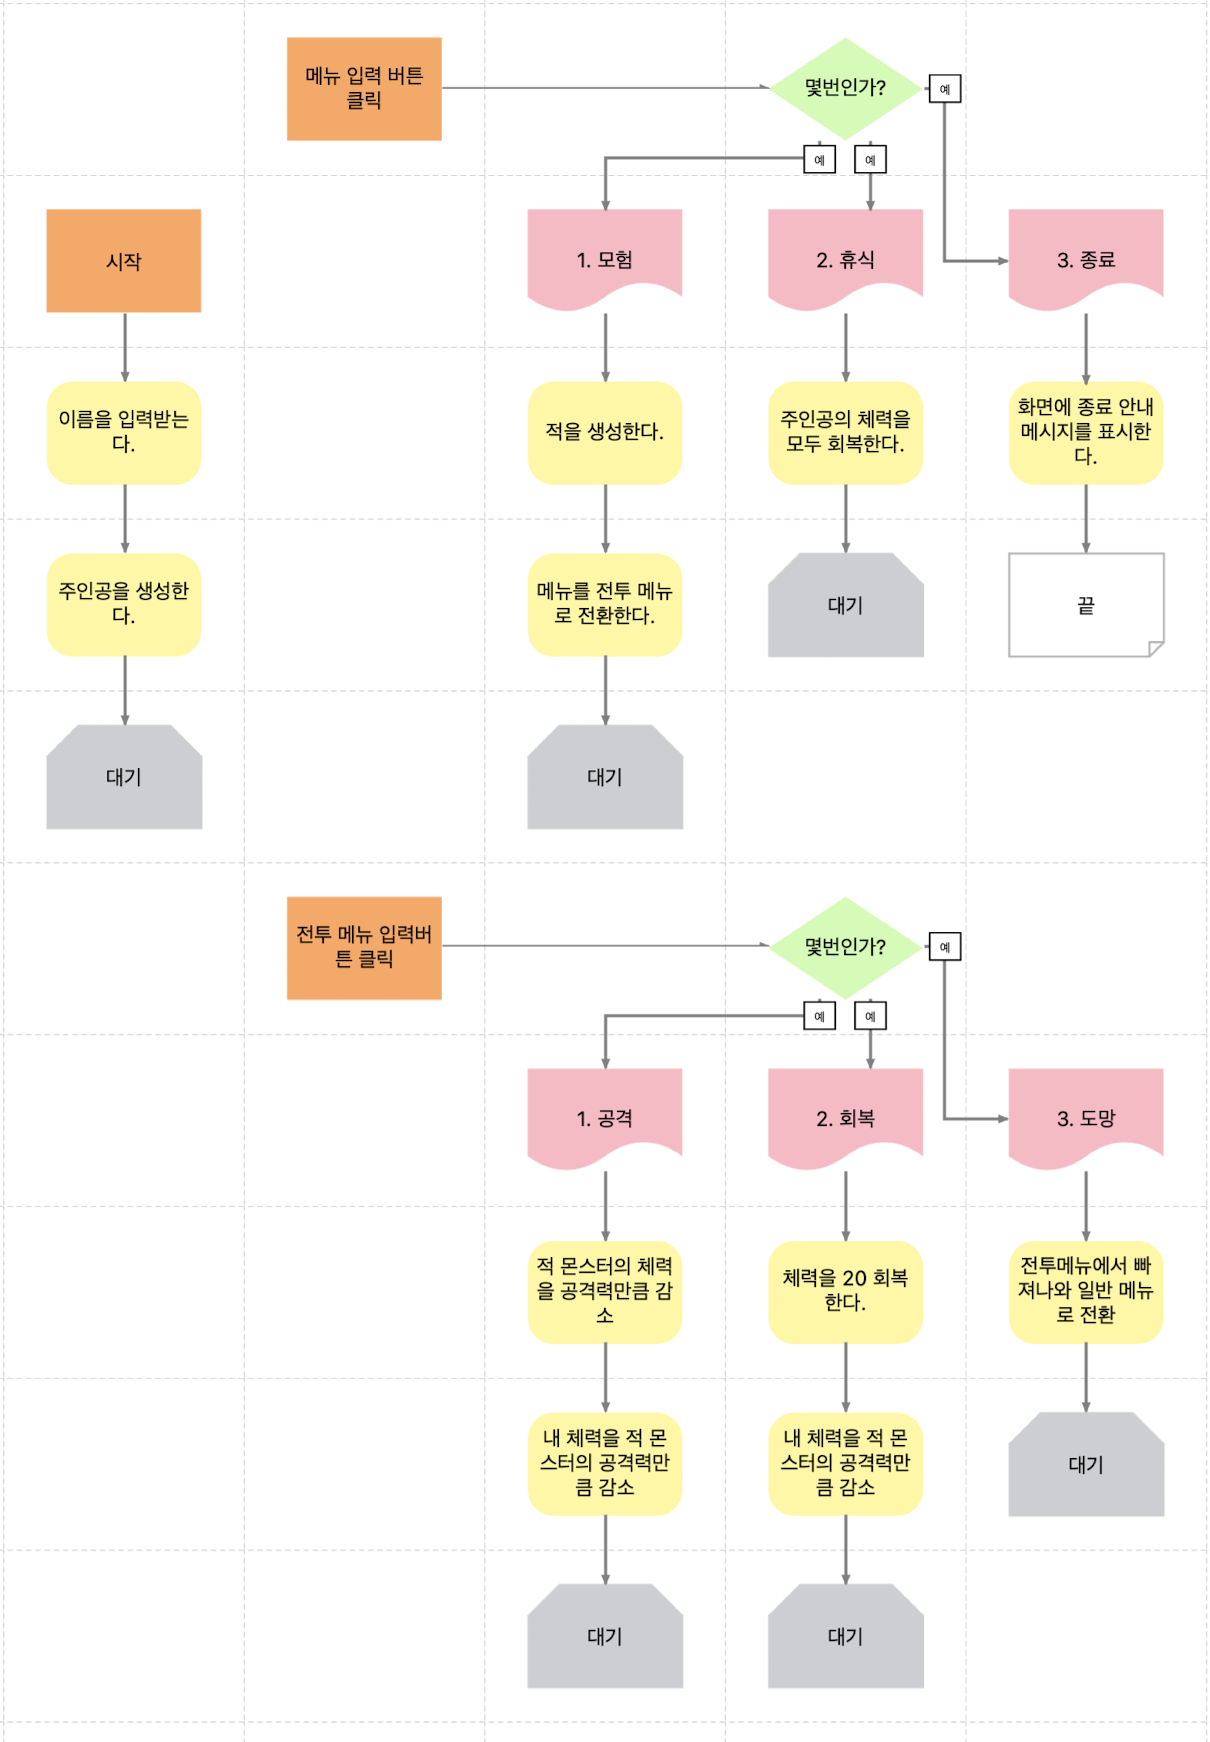 메뉴 입력 버튼
클릭
몇번인가?
예
예
예
시작
1. 모험
2. 휴식
3. 종료
이름을 입력받는
다.
적을 생성한다.
주인공의 체력을
모두 회복한다.
화면에 종료 안내
메시지를 표시한
다.
주인공을 생성한
다.
메뉴를 전투 메뉴
로 전환한다.
대기
끝
대기
대기
전투 메뉴 입력버
튼 클릭
몇번인가?
예
예
예
1. 공격
2. 회복
3. 도망
적 몬스터의 체력
을 공격력만큼 감
소
체력을 20 회복
한다.
전투메뉴에서 빠
져나와 일반 메뉴
로 전환
내 체력을 적 몬
스터의 공격력만
큼 감소
내 체력을 적 몬
스터의 공격력만
큼 감소
대기
대기
대기